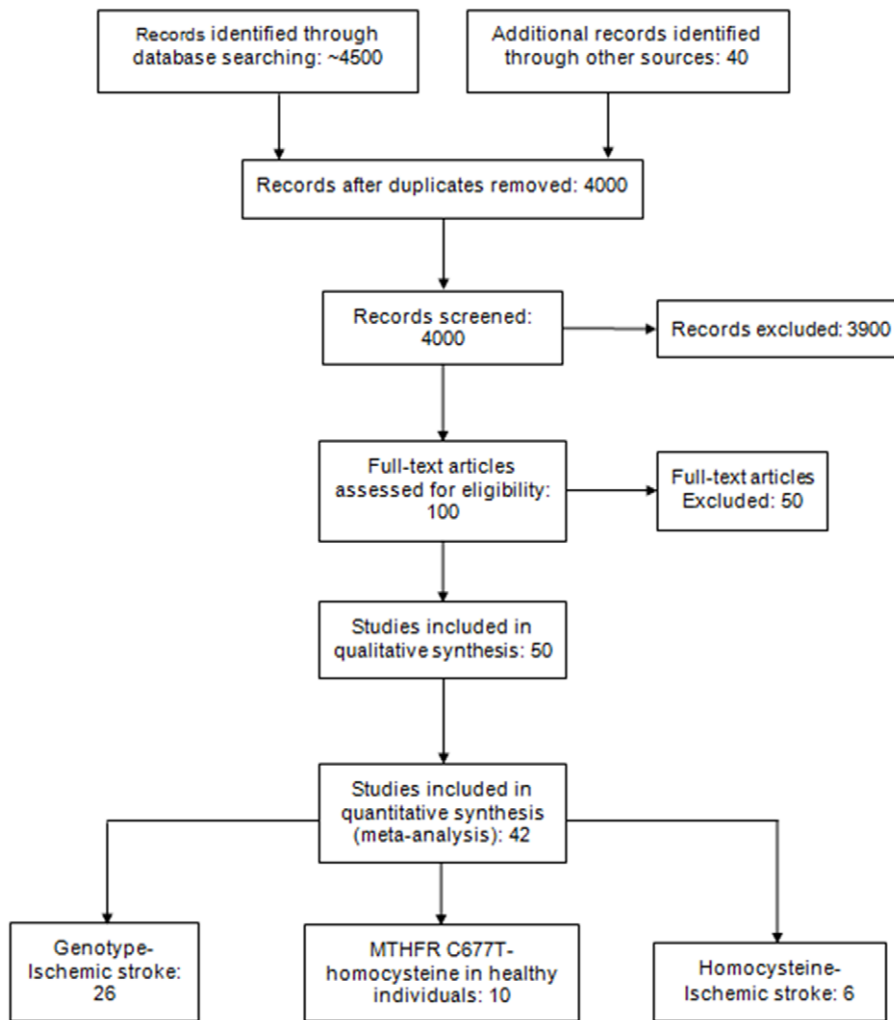 Records identified through
database searching: ~4500
Additional records identified
through other sources: 40
Records after duplicates removed: 4000
Records screened:
4000
Records excluded: 3900
Full-text articles
assessed for eligibility:
100
Full-text articles
Excluded: 50
Studies included in
qualitative synthesis: 50
Studies included in
quantitative synthesis
(meta-analysis): 42
Genotype-
Ischemic stroke:
26
MTHFR C677T-
homocysteine in healthy
individuals: 10
Homocysteine-
Ischemic stroke: 6